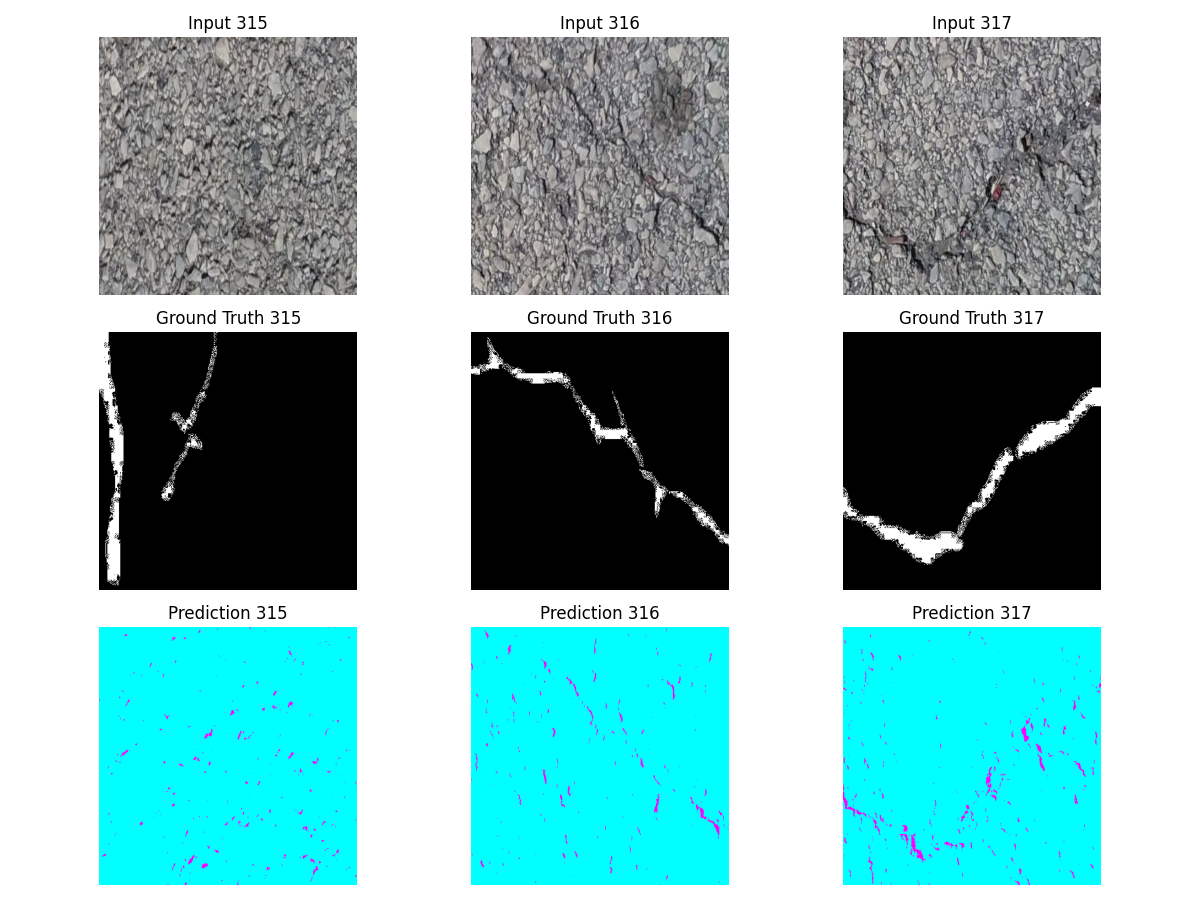 Input 315
Input 316
Input 317
Ground Truth 315
Ground Truth 316
Ground Truth 317
Prediction 315
Prediction 316
Prediction 317